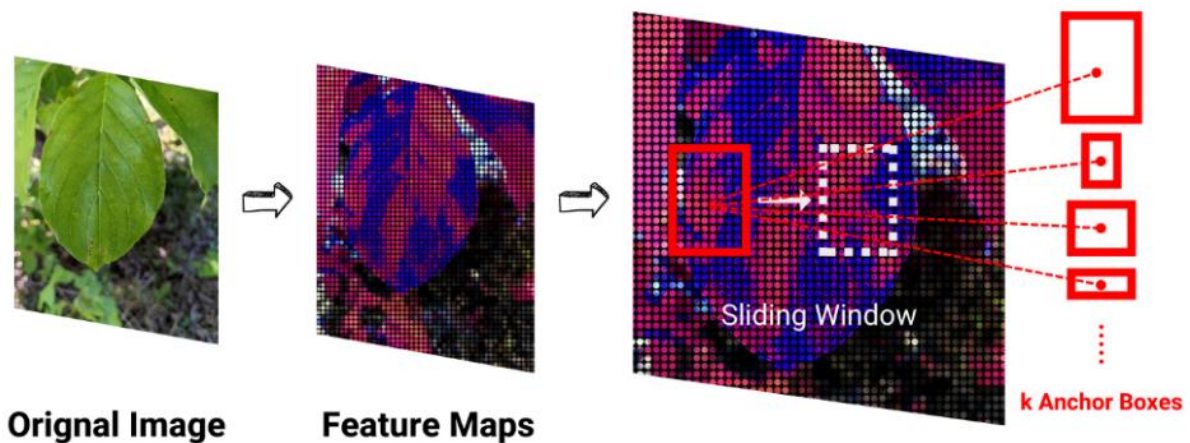 Sliding Window
k Anchor Boxes
Orignal Image
Feature Maps